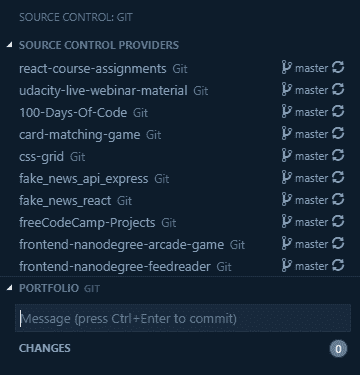 SOURCE CONTROL: GIT
SOURCE CONTROL PROVIDERS
react-course-assignments Git master
udacity-live-webinar-material Git master
100-Days-Of-Code Git master
card-matching-game Git master
css-grid Git master
fake_news_api_express Git master
fake_news_react Git master
freeCodeCamp-Projects Git master
frontend-nanodegree-arcade-game Git master
frontend-nanodegree-feedreader Git master
PORTFOLIO GIT
Message (press Ctrl+Enter to commit)
CHANGES 0